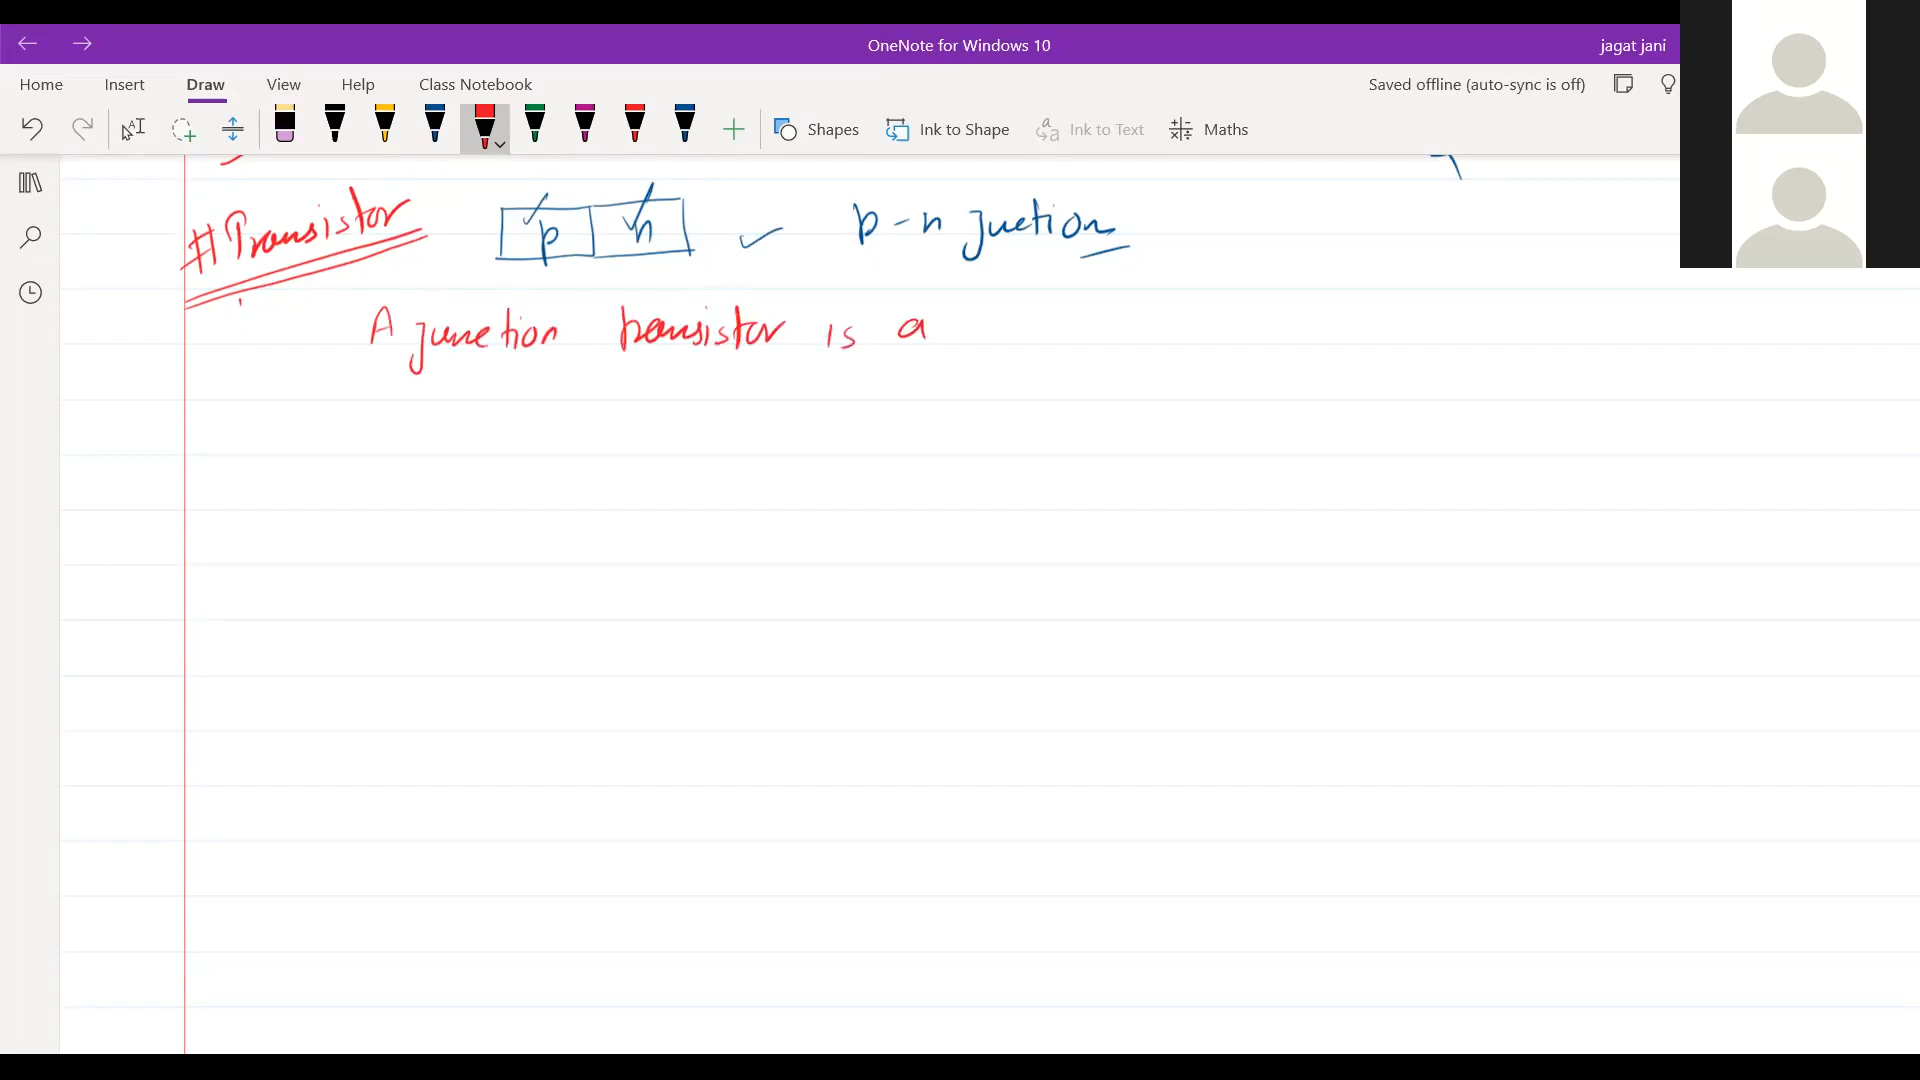 OneNote for Windows 10
jagat jani
Home Insert Draw View Help Class Notebook
Saved offline (auto-sync is off)
Shapes Ink to Shape Ink to Text Maths
#Transistor p n p-n juction
A junction transistor is a